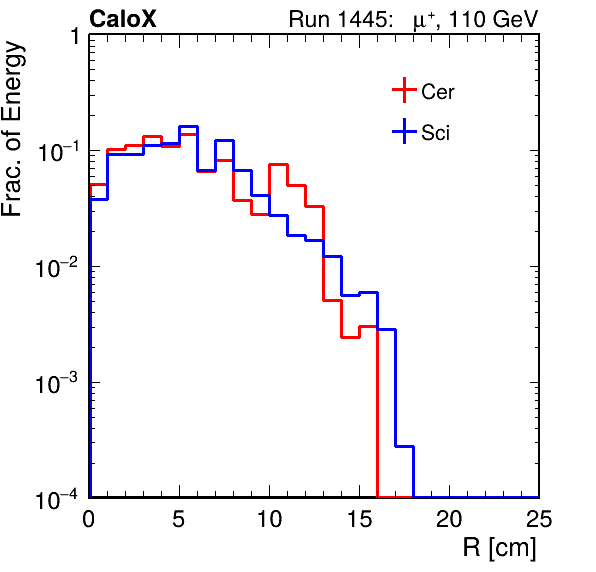 CaloX Run 1445: μ⁺, 110 GeV
Frac. of Energy
1
10⁻¹
10⁻²
10⁻³
10⁻⁴
Cer
Sci
0 5 10 15 20 25
R [cm]